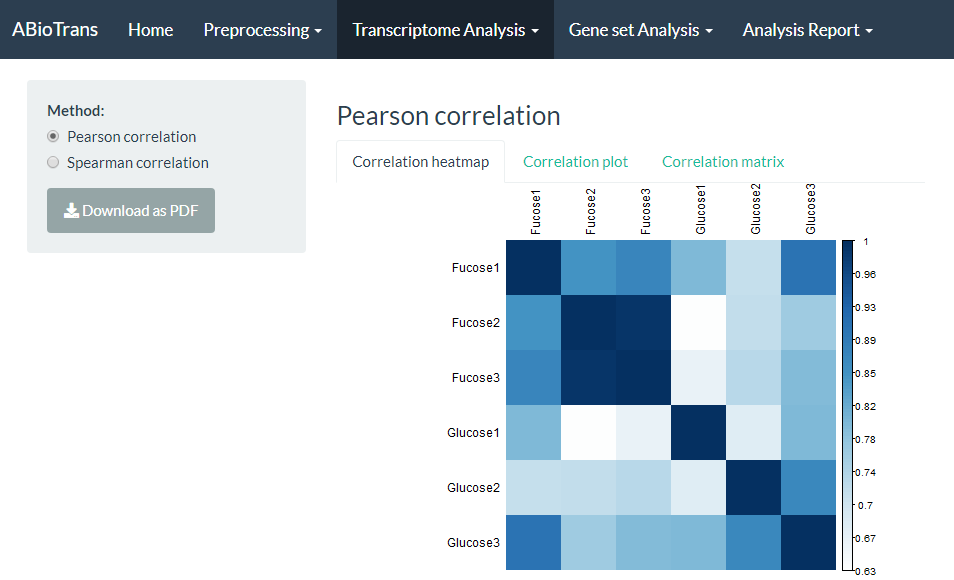 ABioTrans Home Preprocessing Transcriptome Analysis Gene set Analysis Analysis Report
Method:
Pearson correlation
Spearman correlation
Download as PDF
Pearson correlation
Correlation heatmap Correlation plot Correlation matrix
Fucose1 Fucose2 Fucose3 Glucose1 Glucose2 Glucose3
Fucose1
Fucose2
Fucose3
Glucose1
Glucose2
Glucose3
1
0.96
0.93
0.89
0.85
0.82
0.78
0.74
0.7
0.67
0.63